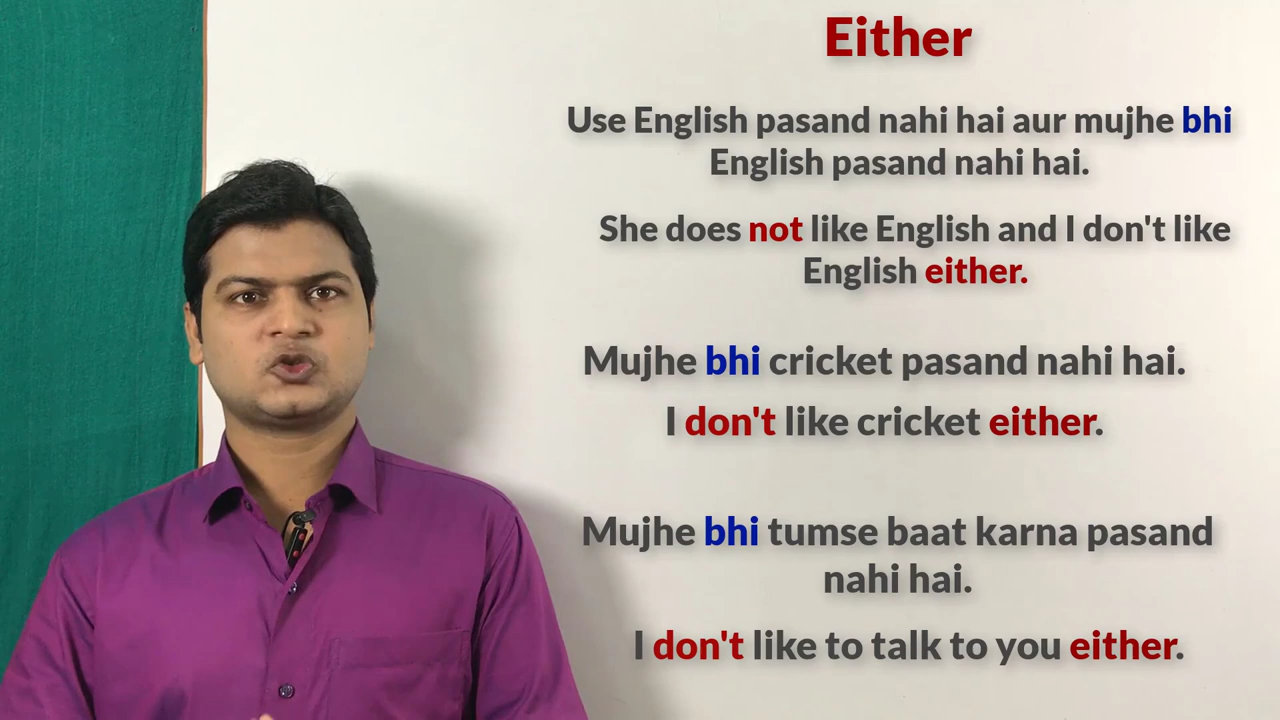 Either
Use English pasand nahi hai aur mujhe bhi
English pasand nahi hai.
She does not like English and I don't like
English either.
Mujhe bhi cricket pasand nahi hai.
I don't like cricket either.
Mujhe bhi tumse baat karna pasand
nahi hai.
I don't like to talk to you either.